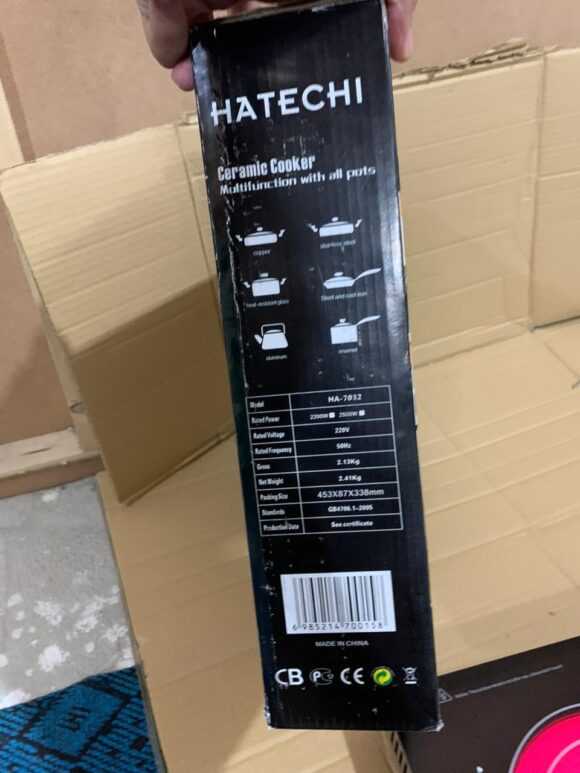 HATECHI
Ceramic Cooker
Multifunction with all pots
copper
stainless steel
heat-resistant glass
Steel and cast iron
aluminum
enamel
Model HA-7032
Rated Power 2200W 2500W
Rated Voltage 220V
Rated Frequency 50Hz
Gross 2.13Kg
Net Weight 2.41Kg
Packing Size 453X87X338mm
Standards GB4706.1-2005
Production Date See certificate
6 985214 700158
MADE IN CHINA
CB PC CE